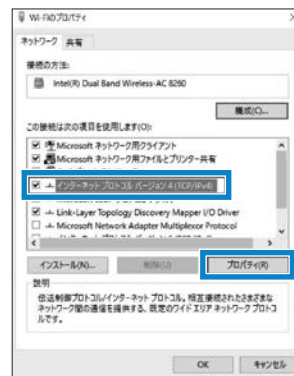 Wi-Fiのプロパティ
ネットワーク 共有
接続の方法:
Intel(R) Dual Band Wireless-AC 8260
構成(C)...
この接続は次の項目を使用します(O):
Microsoft ネットワーク用クライアント
Microsoft ネットワーク用ファイルとプリンター共有
インターネット プロトコル バージョン 4 (TCP/IPv4)
Link-Layer Topology Discovery Mapper I/O Driver
Microsoft Network Adapter Multiplexor Protocol
インストール(N)...
削除(U)
プロパティ(R)
説明
伝送制御プロトコル/インターネット プロトコル。相互接続されたさまざまな
ネットワーク間の通信を提供する、既定のワイド エリア ネットワーク プロトコ
ルです。
OK
キャンセル